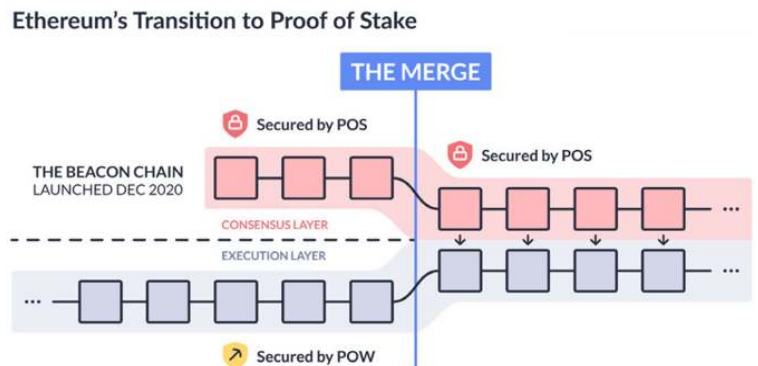 Ethereum's Transition to Proof of Stake
THE MERGE
Secured by POS
Secured by POS
THE BEACON CHAIN
LAUNCHED DEC 2020
CONSENSUS LAYER
...
EXECUTION LAYER
...
...
Secured by POW